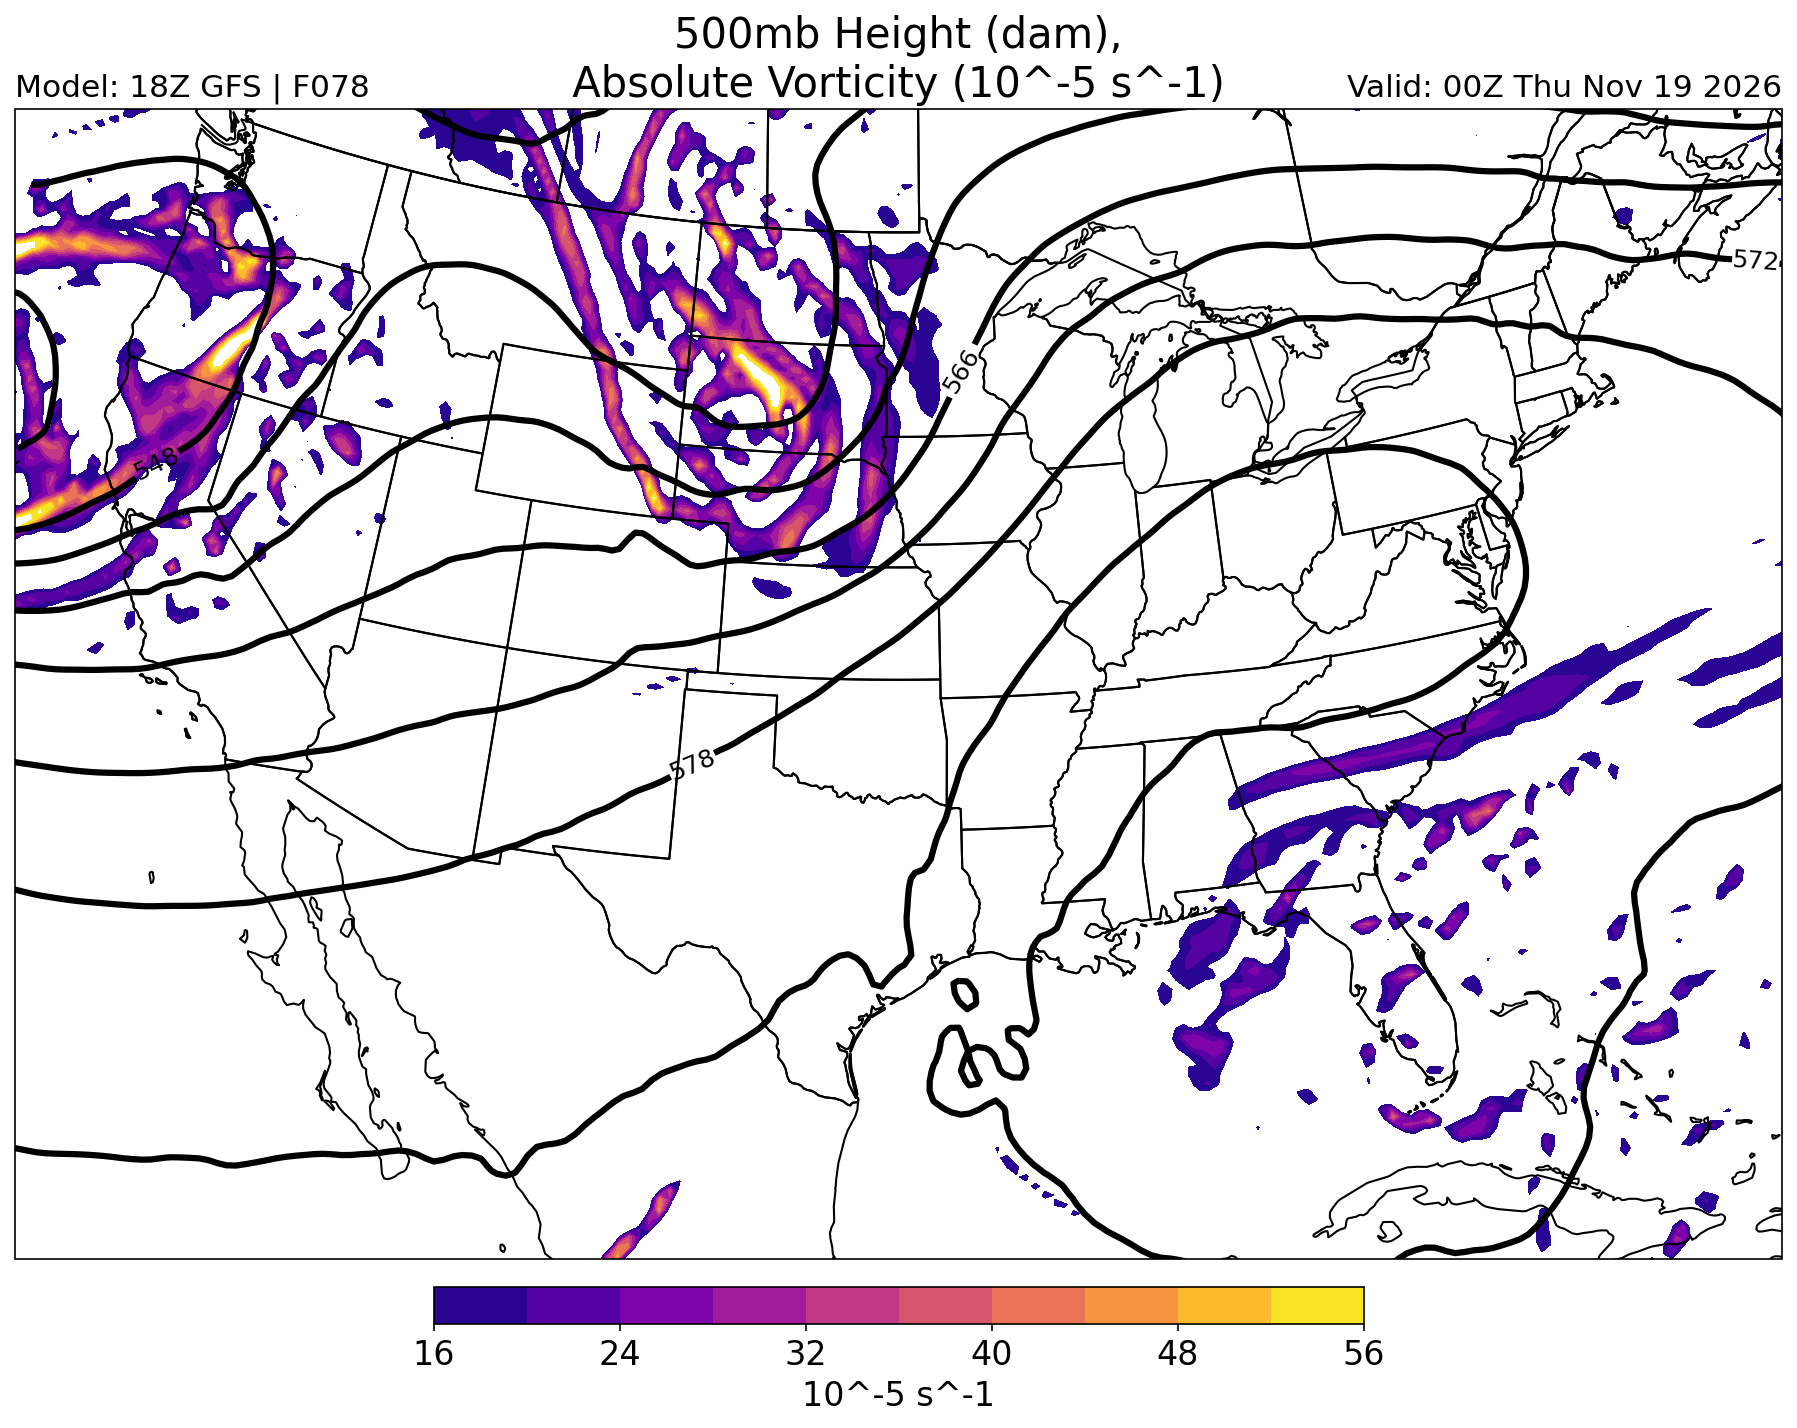 500mb Height (dam),
Model: 18Z GFS | F078
Absolute Vorticity (10^-5 s^-1)
Valid: 00Z Thu Nov 19 2026
572
566
548
578
16 24 32 40 48 56
10^-5 s^-1